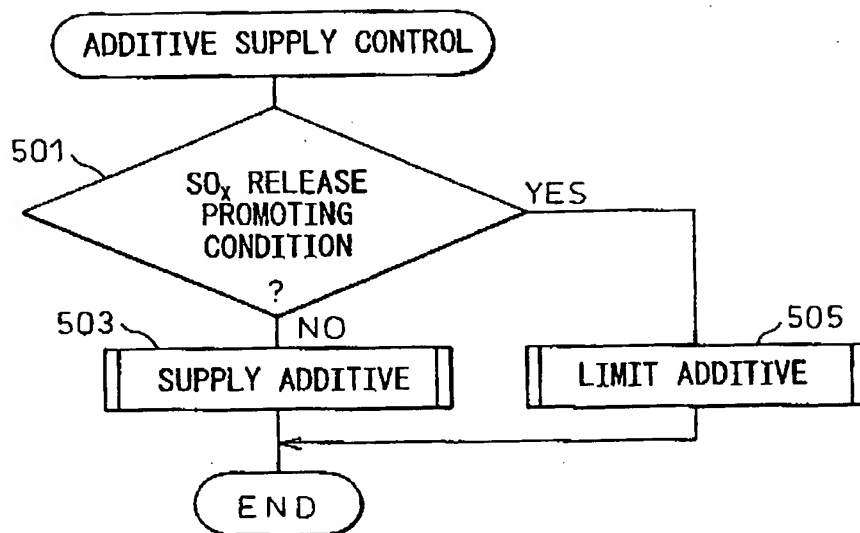 ADDITIVE SUPPLY CONTROL
501
SOx RELEASE
PROMOTING
CONDITION
?
YES
NO
503
SUPPLY ADDITIVE
505
LIMIT ADDITIVE
END